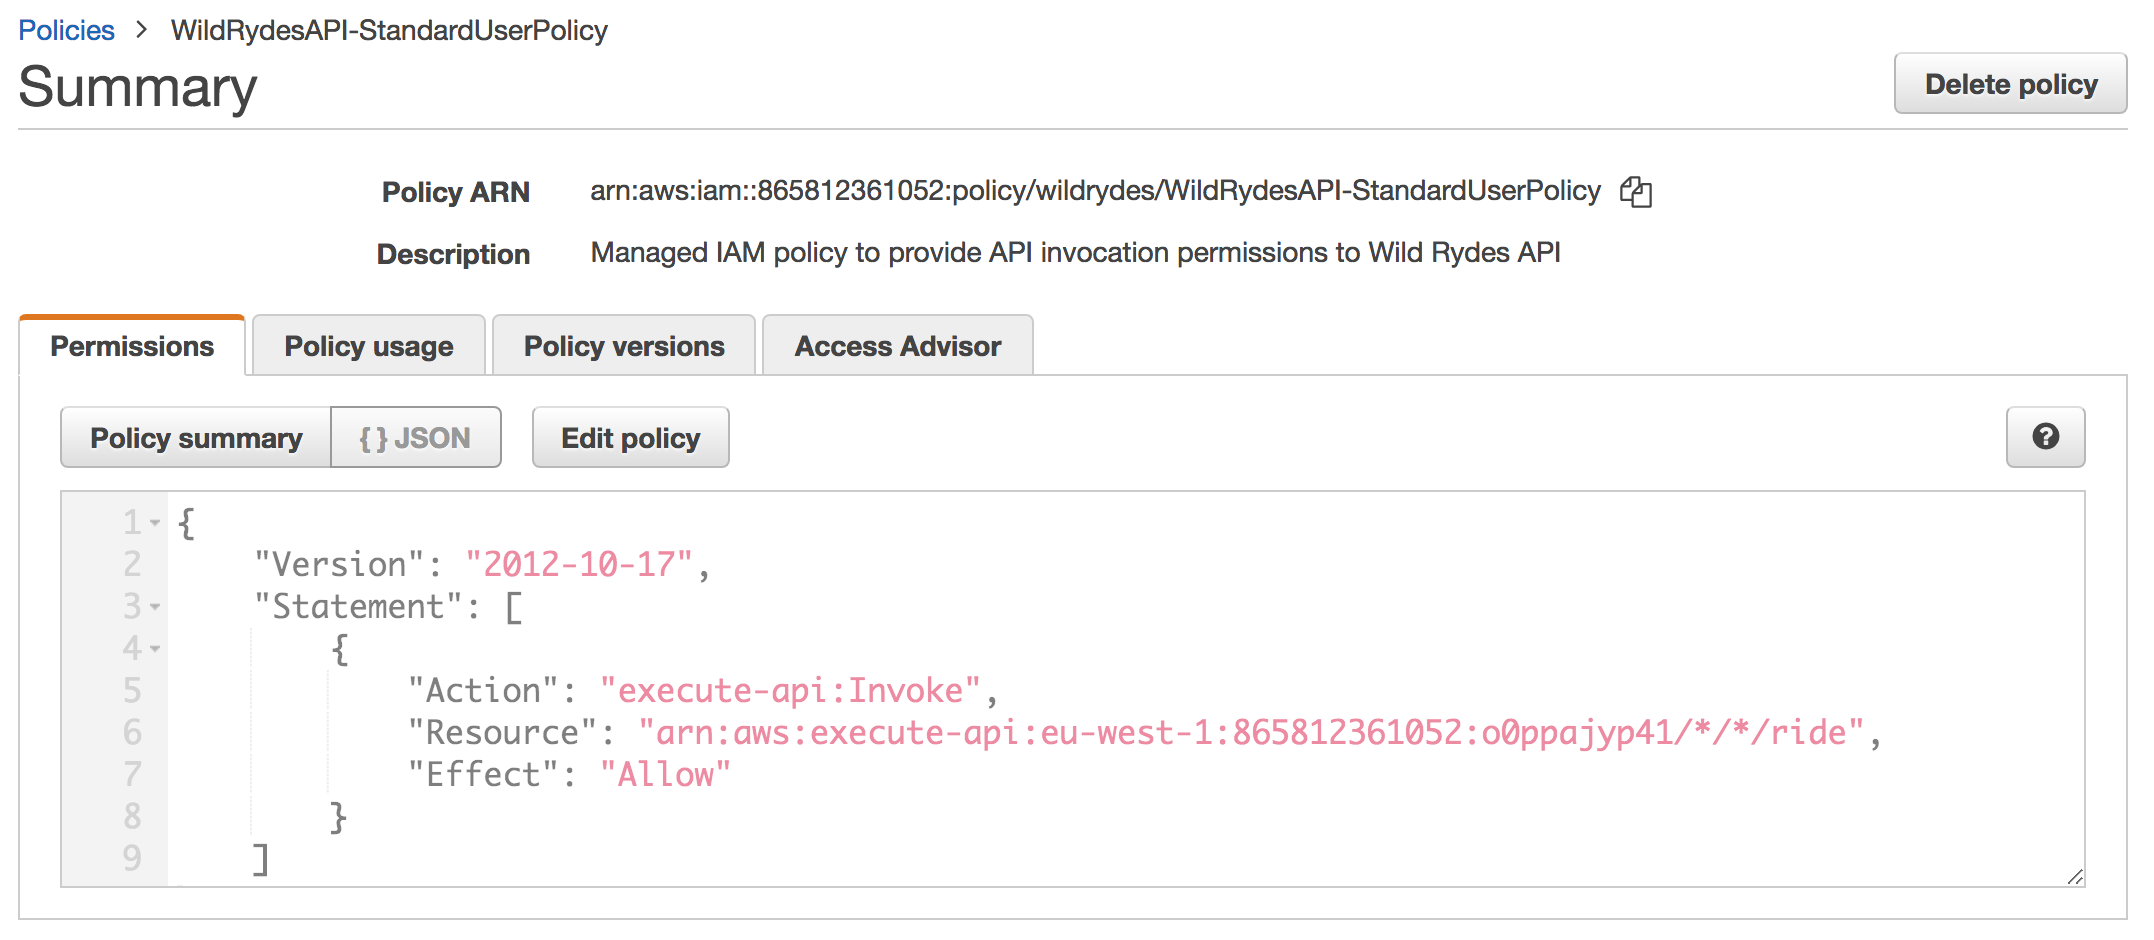 Policies > WildRydesAPI-StandardUserPolicy
Summary
Delete policy
Policy ARN arn:aws:iam::865812361052:policy/wildrydes/WildRydesAPI-StandardUserPolicy
Description Managed IAM policy to provide API invocation permissions to Wild Rydes API
Permissions Policy usage Policy versions Access Advisor
Policy summary { } JSON Edit policy ?
1 {
2 "Version": "2012-10-17",
3 "Statement": [
4 {
5 "Action": "execute-api:Invoke",
6 "Resource": "arn:aws:execute-api:eu-west-1:865812361052:o0ppajyp41/*/*/ride",
7 "Effect": "Allow"
8 }
9 ]